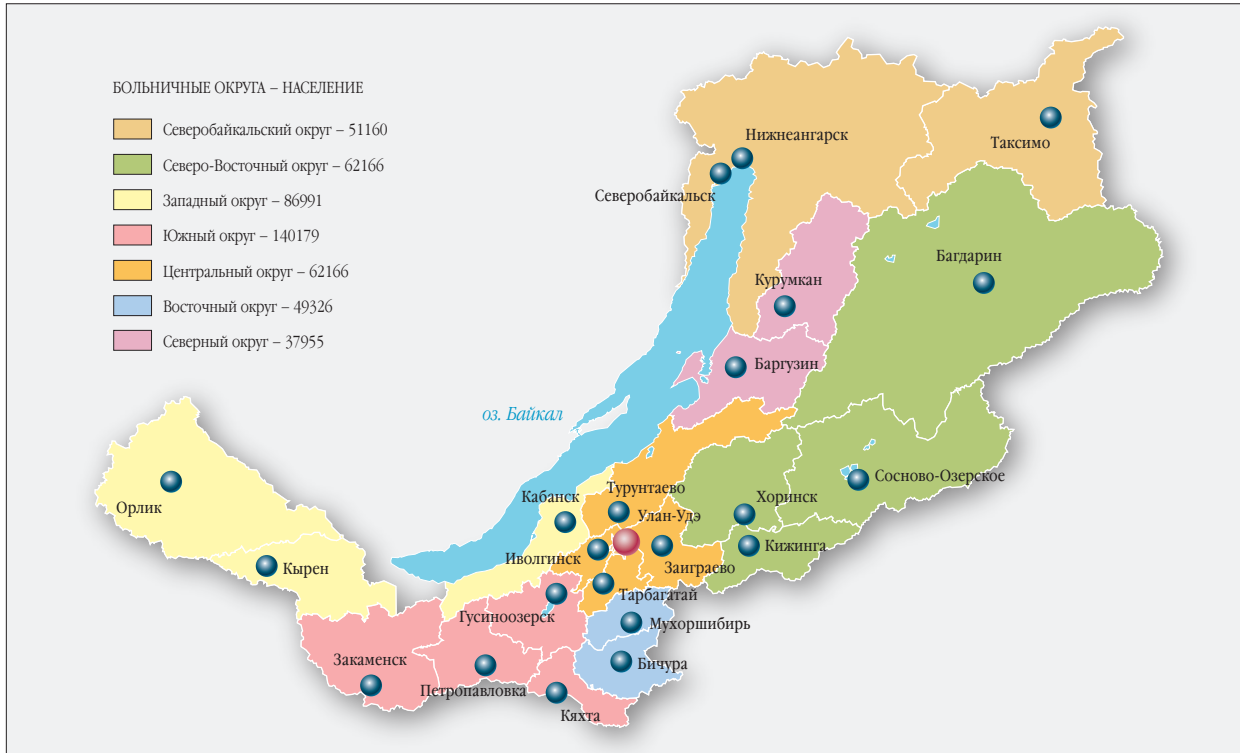 БОЛЬНИЧНЫЕ ОКРУГА – НАСЕЛЕНИЕ
Северобайкальский округ – 51160
Северо-Восточный округ – 62166
Западный округ – 86991
Южный округ – 140179
Центральный округ – 62166
Восточный округ – 49326
Северный округ – 37955
Нижнеангарск
Таксимо
Северобайкальск
Багдарин
Курумкан
Баргузин
оз. Байкал
Сосново-Озерское
Турунтаево
Кабанск
Хоринск
Орлик
Улан-Удэ
Кижинга
Иволгинск
Заиграево
Кырен
Тарбагатай
Гусиноозерск
Мухоршибирь
Закаменск
Бичура
Петропавловка
Кяхта